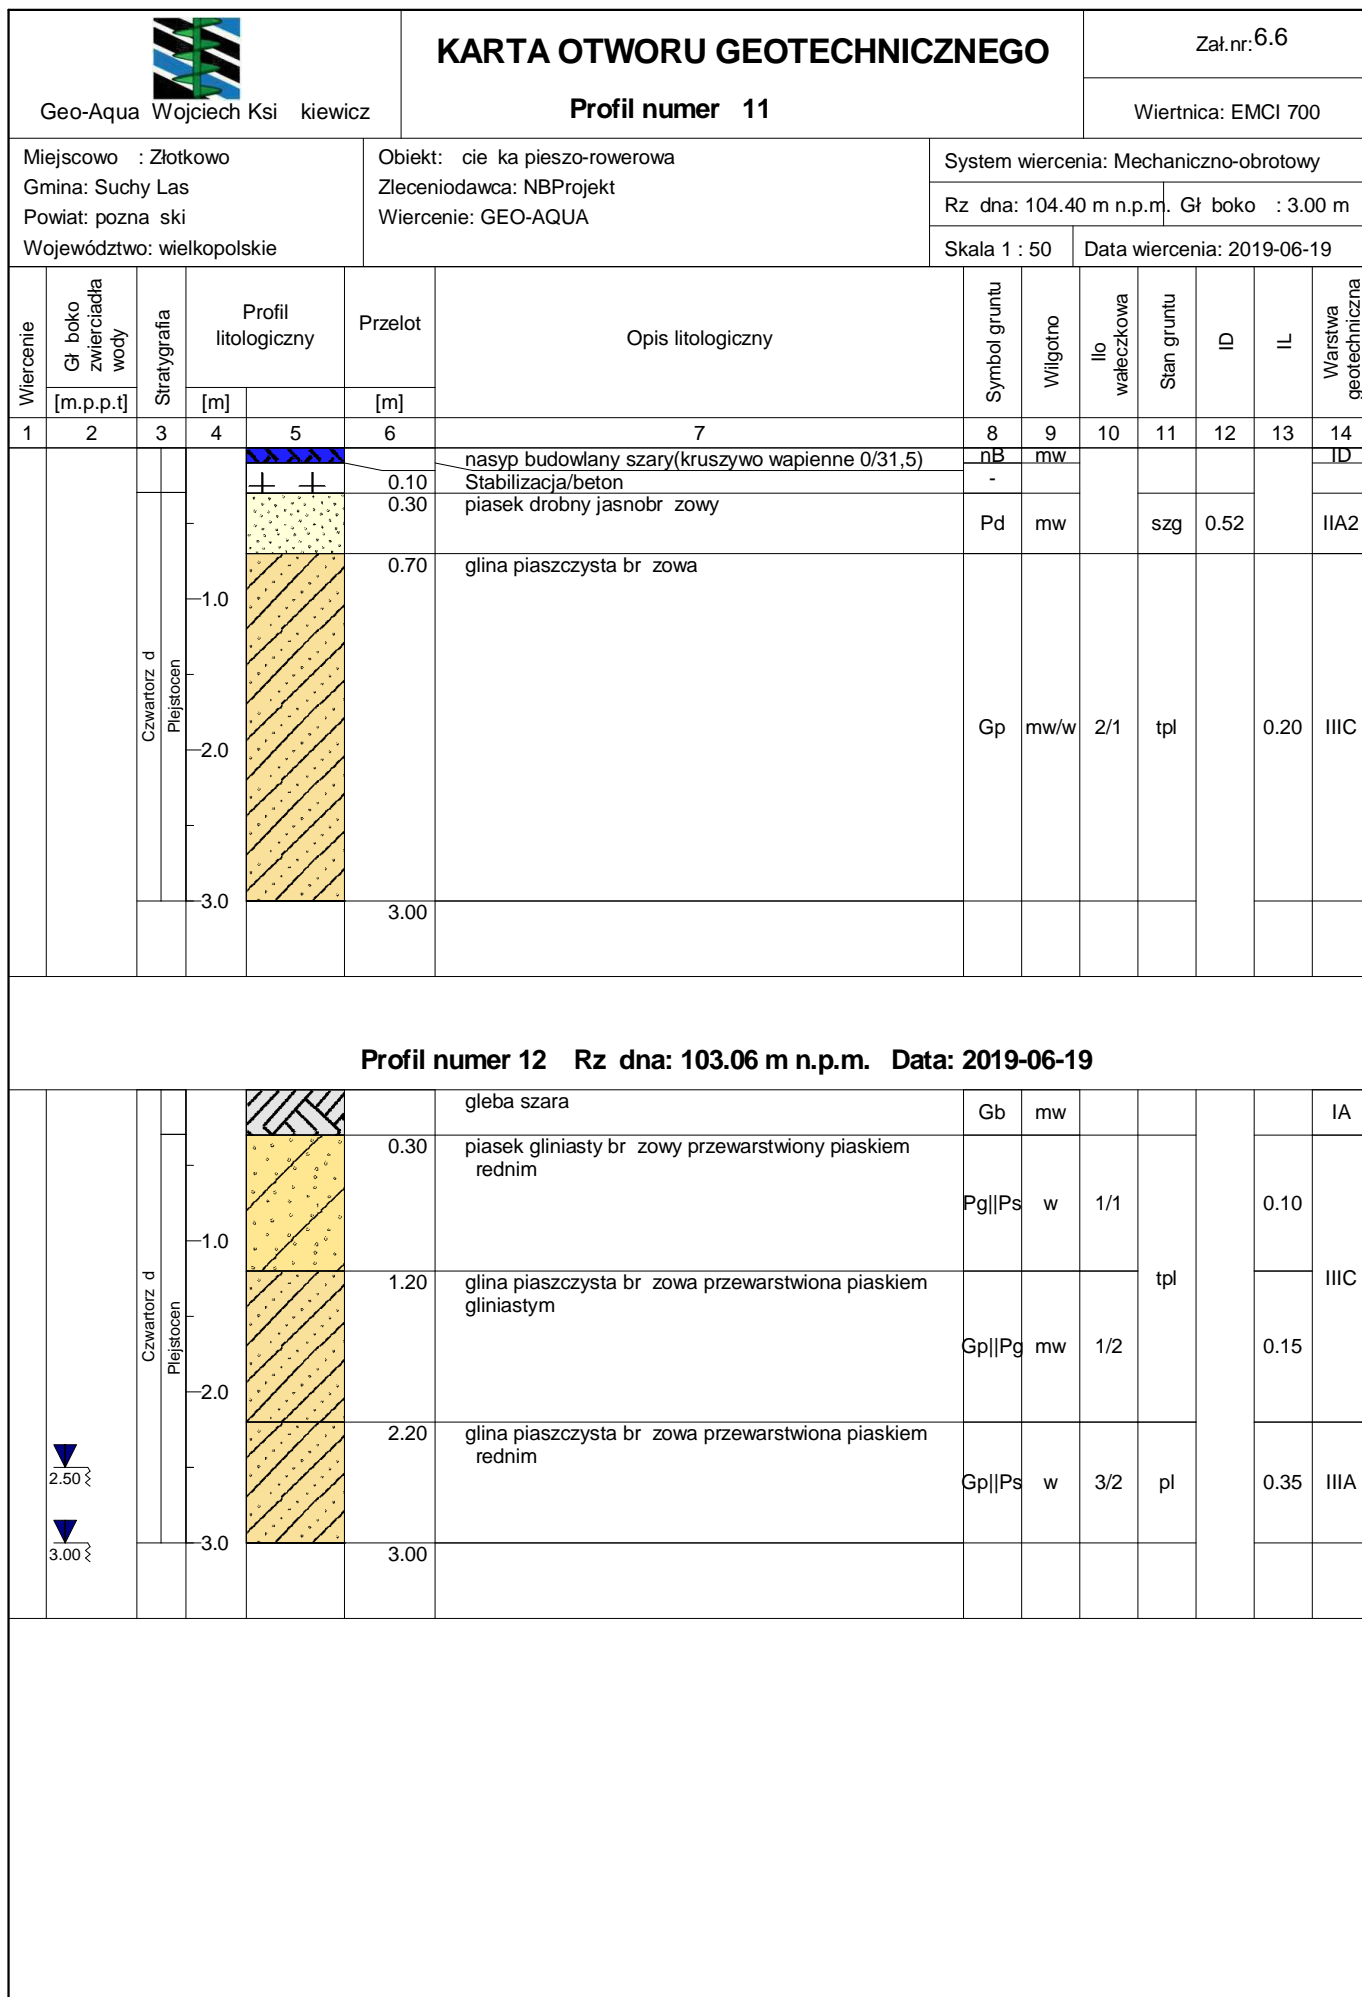 KARTA OTWORU GEOTECHNICZNEGO
Zał.nr: 6.6
Geo-Aqua Wojciech Ksi kiewicz
Profil numer 11
Wiertnica: EMCI 700
Miejscowo : Złotkowo
Gmina: Suchy Las
Powiat: pozna ski
Województwo: wielkopolskie
Obiekt: cie ka pieszo-rowerowa
Zleceniodawca: NBProjekt
Wiercenie: GEO-AQUA
System wiercenia: Mechaniczno-obrotowy
Rz dna: 104.40 m n.p.m. Gł boko : 3.00 m
Skala 1 : 50 Data wiercenia: 2019-06-19
Wiercenie
Gł boko
zwierciadła
wody
[m.p.p.t]
Stratygrafia
Profil
litologiczny
[m]
Przelot
[m]
Opis litologiczny
Symbol gruntu
Wilgotno
Ilo
wałeczkowa
Stan gruntu
ID
IL
Warstwa
geotechniczna
1 2 3 4 5 6 7 8 9 10 11 12 13 14
nasyp budowlany szary(kruszywo wapienne 0/31,5) nB mw ID
0.10 Stabilizacja/beton -
0.30 piasek drobny jasnobr zowy Pd mw szg 0.52 IIA2
0.70 glina piaszczysta br zowa
1.0
Czwartorz d
Plejstocen
Gp mw/w 2/1 tpl 0.20 IIIC
2.0
3.0
3.00
Profil numer 12 Rz dna: 103.06 m n.p.m. Data: 2019-06-19
gleba szara Gb mw IA
0.30 piasek gliniasty br zowy przewarstwiony piaskiem
rednim
Pg||Ps w 1/1 0.10
1.0
1.20 glina piaszczysta br zowa przewarstwiona piaskiem
gliniastym
tpl IIIC
Czwartorz d
Plejstocen
Gp||Pg mw 1/2 0.15
2.0
2.20 glina piaszczysta br zowa przewarstwiona piaskiem
rednim
2.50
Gp||Ps w 3/2 pl 0.35 IIIA
3.00
3.0
3.00